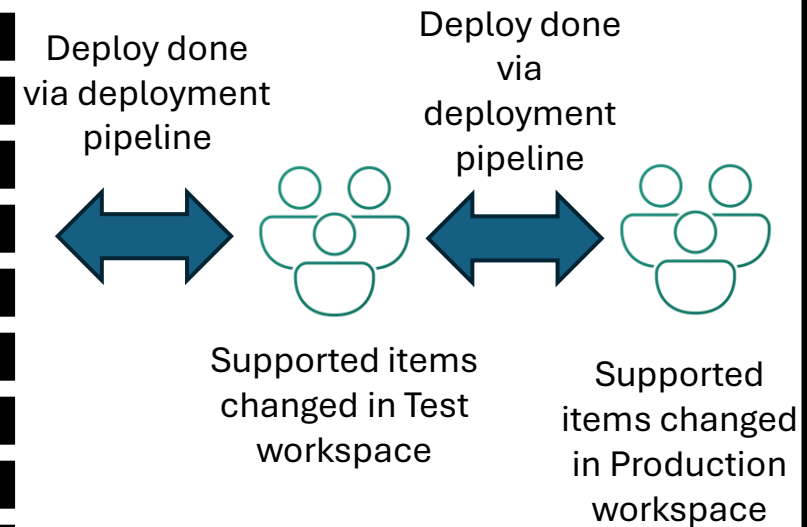 Deploy done
via deployment
pipeline
Deploy done
via
deployment
pipeline
Supported items
changed in Test
workspace
Supported
items changed
in Production
workspace